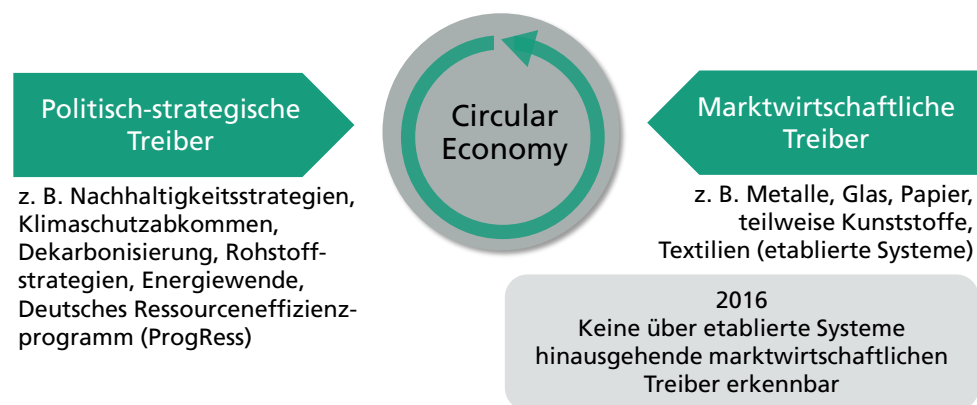 Politisch-strategische
Treiber
z. B. Nachhaltigkeitsstrategien,
Klimaschutzabkommen,
Dekarbonisierung, Rohstoff-
strategien, Energiewende,
Deutsches Ressourceneffizienz-
programm (ProgRess)
Circular
Economy
Marktwirtschaftliche
Treiber
z. B. Metalle, Glas, Papier,
teilweise Kunststoffe,
Textilien (etablierte Systeme)
2016
Keine über etablierte Systeme
hinausgehende marktwirtschaftlichen
Treiber erkennbar